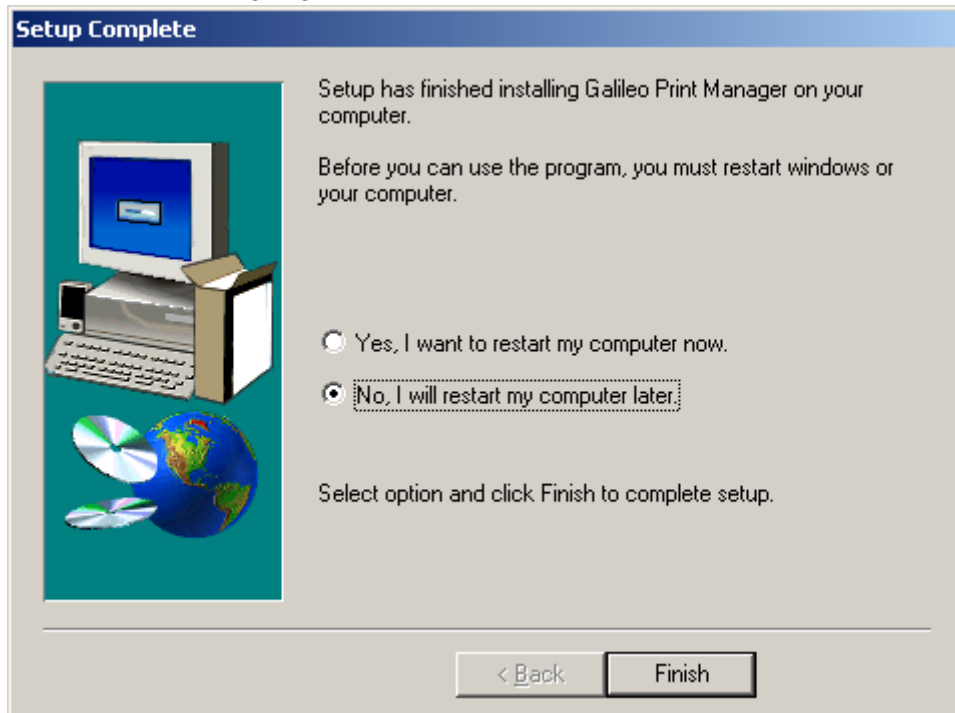 Setup Complete
Setup has finished installing Galileo Print Manager on your
computer.
Before you can use the program, you must restart windows or
your computer.
Yes, I want to restart my computer now.
No, I will restart my computer later.
Select option and click Finish to complete setup.
< Back
Finish